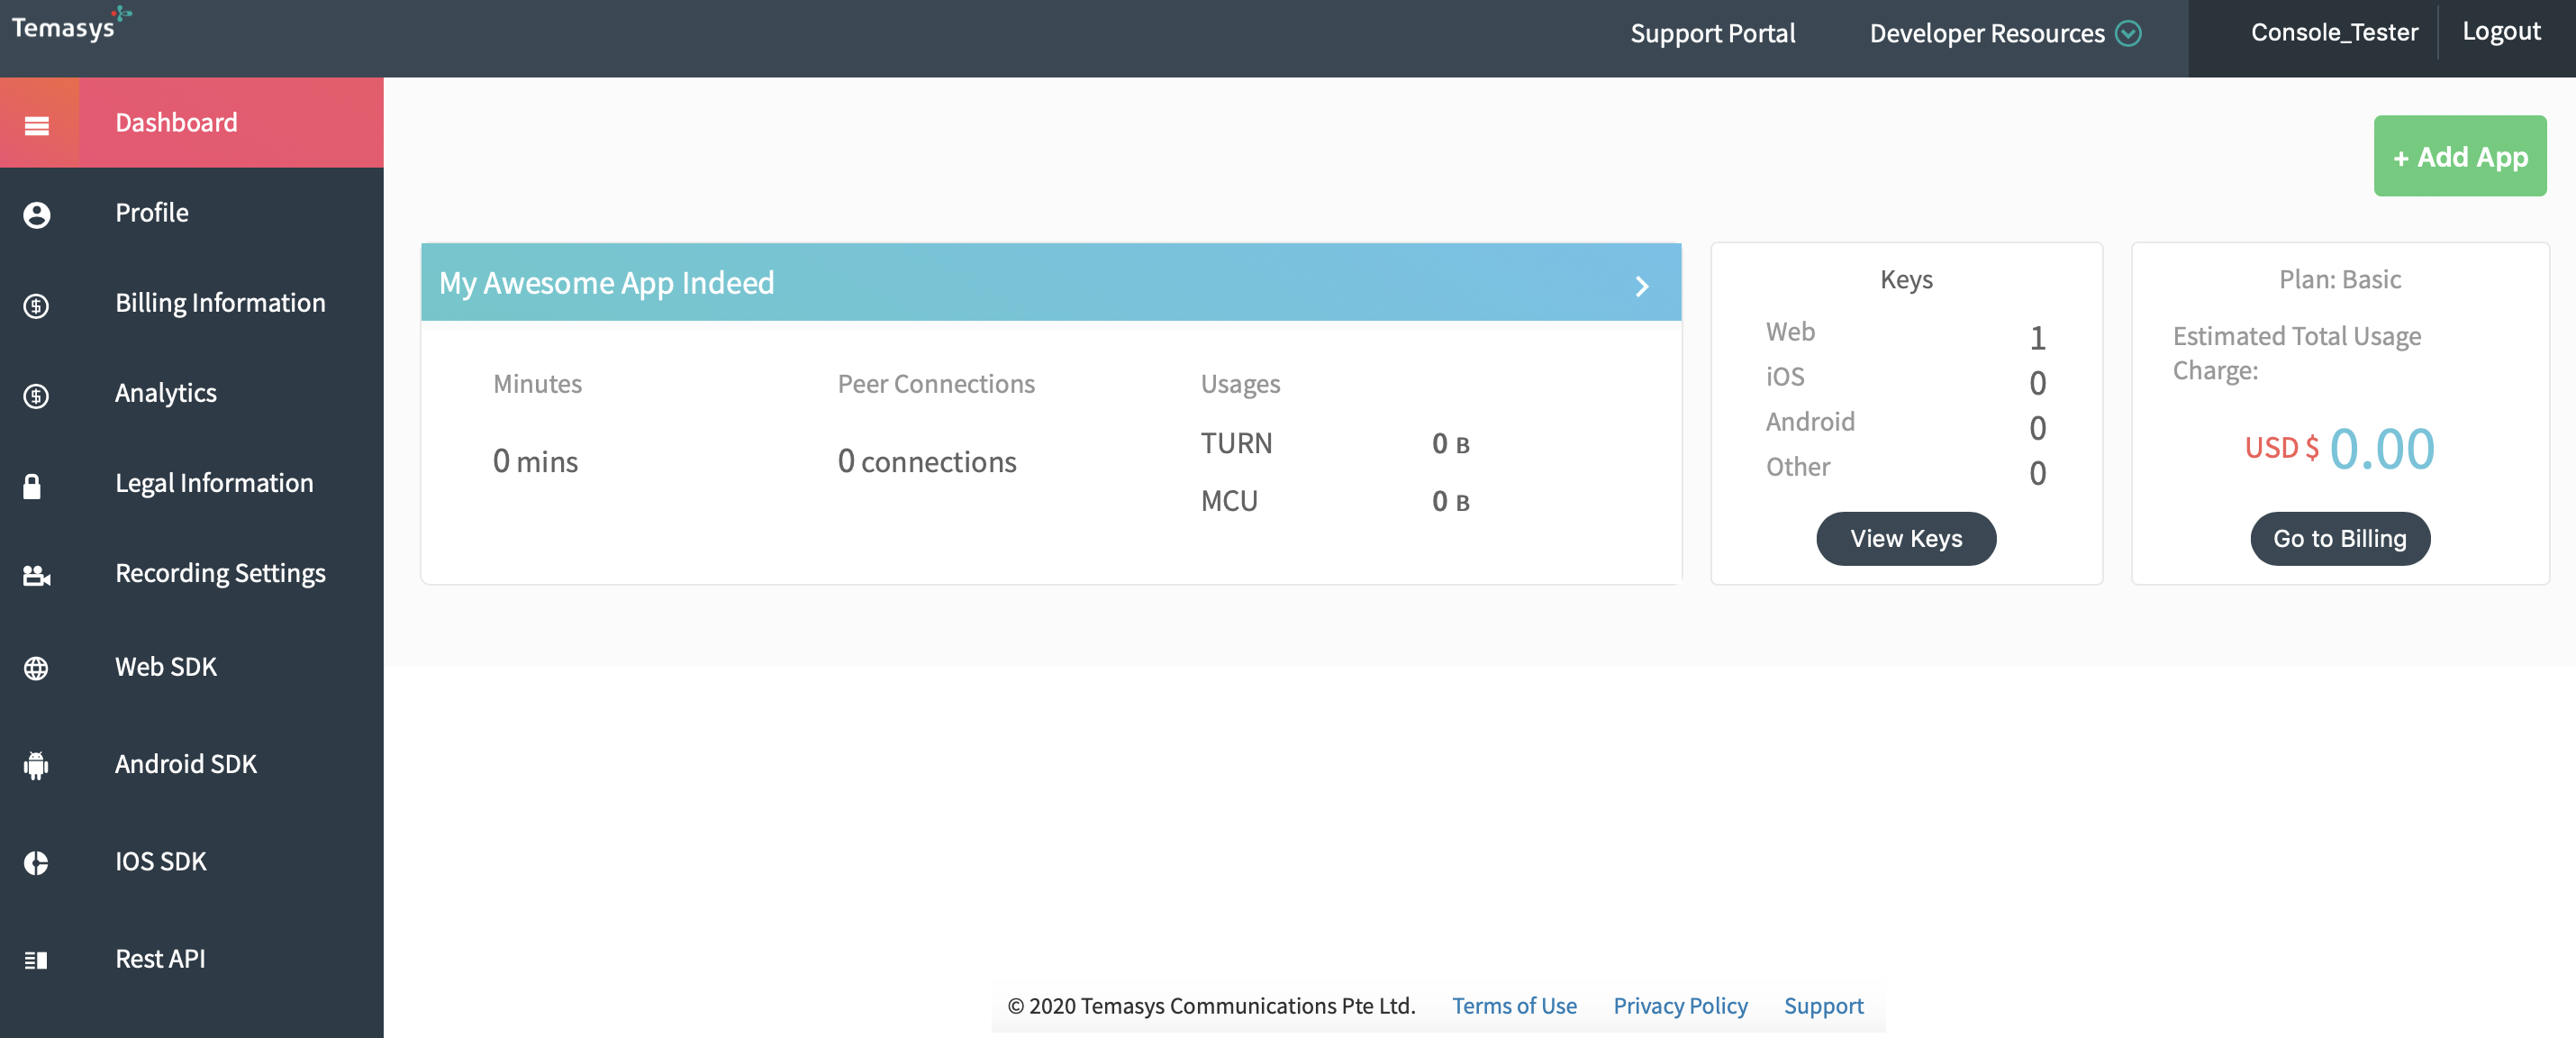 Temasys
Support Portal
Developer Resources
Console_Tester
Logout
Dashboard
Profile
Billing Information
Analytics
Legal Information
Recording Settings
Web SDK
Android SDK
IOS SDK
Rest API
+ Add App
My Awesome App Indeed
Minutes
0 mins
Peer Connections
0 connections
Usages
TURN 0 B
MCU 0 B
Keys
Web 1
iOS 0
Android 0
Other 0
View Keys
Plan: Basic
Estimated Total Usage
Charge:
USD $ 0.00
Go to Billing
© 2020 Temasys Communications Pte Ltd. Terms of Use Privacy Policy Support